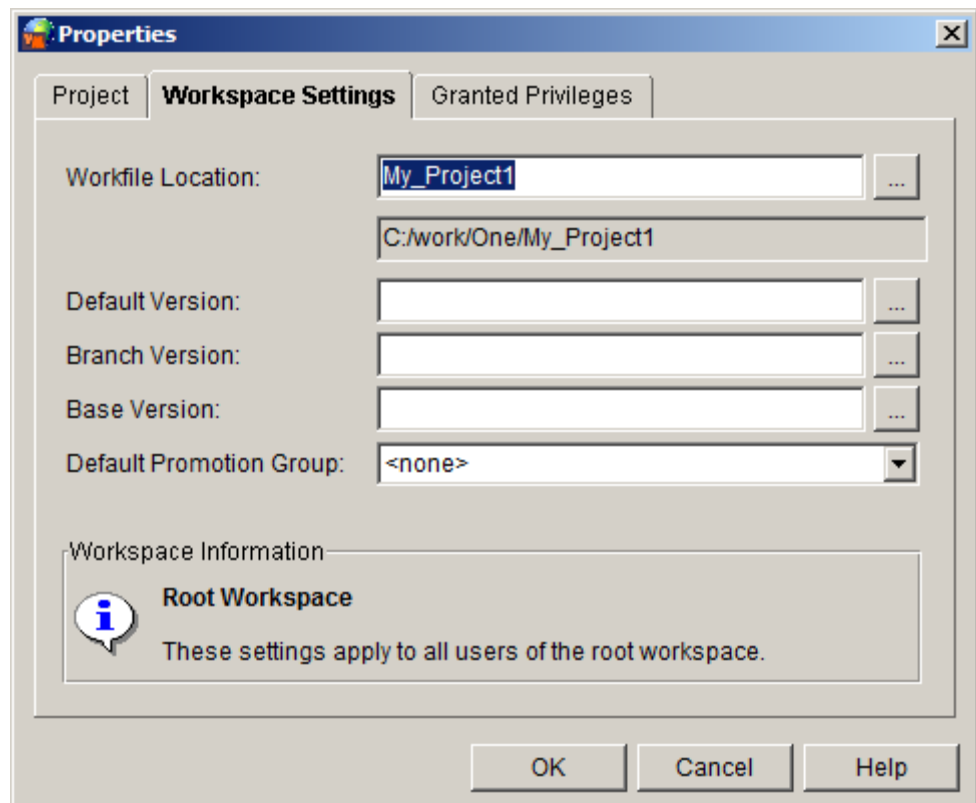 Properties
Project Workspace Settings Granted Privileges
Workfile Location: My_Project1 ...
C:/work/One/My_Project1
Default Version: ...
Branch Version: ...
Base Version: ...
Default Promotion Group: <none>
Workspace Information
Root Workspace
These settings apply to all users of the root workspace.
OK Cancel Help